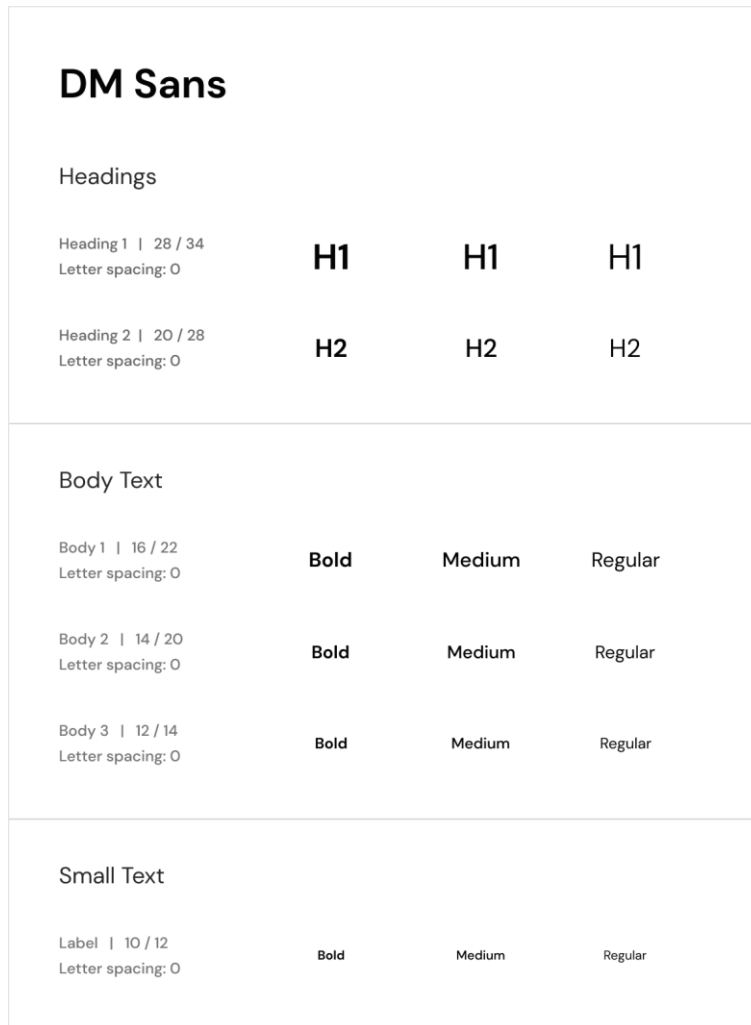 DM Sans
Headings
Heading 1 | 28 / 34
Letter spacing: 0
H1 H1 H1
Heading 2 | 20 / 28
Letter spacing: 0
H2 H2 H2
Body Text
Body 1 | 16 / 22
Letter spacing: 0
Bold Medium Regular
Body 2 | 14 / 20
Letter spacing: 0
Bold Medium Regular
Body 3 | 12 / 14
Letter spacing: 0
Bold Medium Regular
Small Text
Label | 10 / 12
Letter spacing: 0
Bold Medium Regular